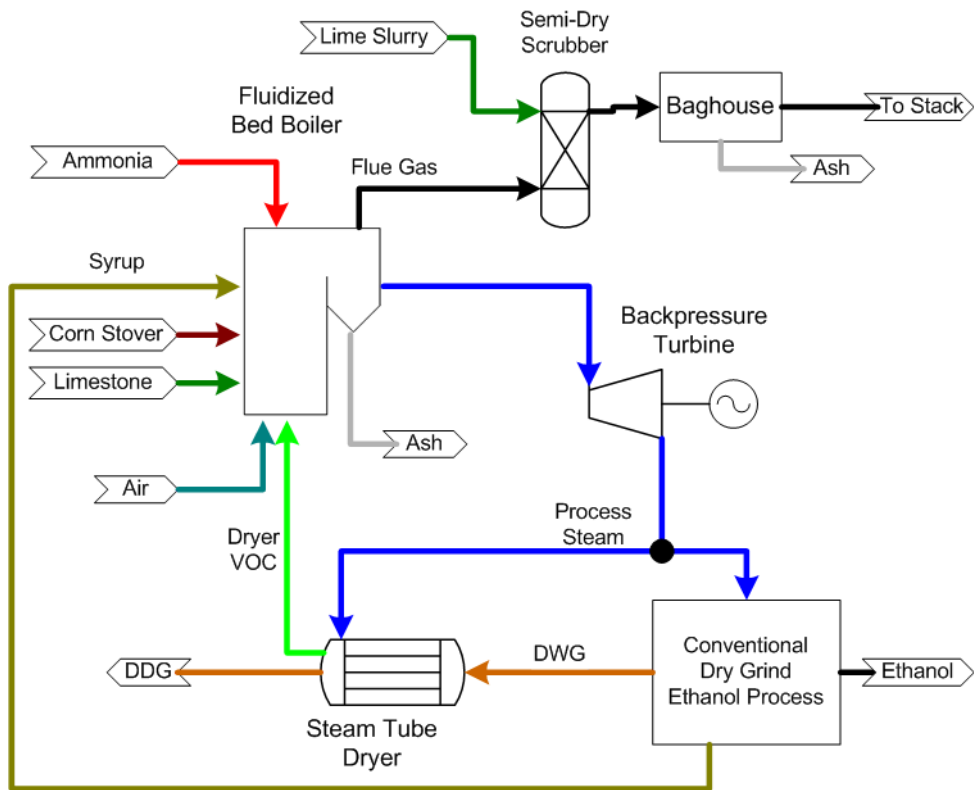 Lime Slurry
Semi-Dry
Scrubber
Baghouse
To Stack
Ash
Fluidized
Bed Boiler
Ammonia
Flue Gas
Syrup
Corn Stover
Limestone
Air
Ash
Backpressure
Turbine
Process
Steam
Dryer
VOC
DDG
Steam Tube
Dryer
DWG
Conventional
Dry Grind
Ethanol Process
Ethanol